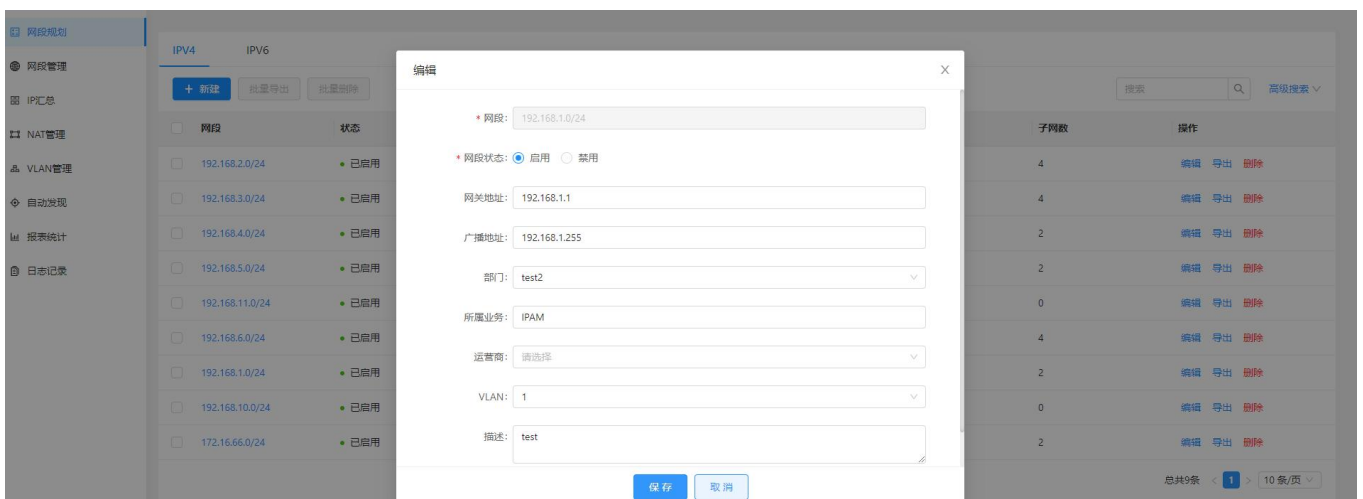 网段规划
网段管理
IP汇总
NAT管理
VLAN管理
自动发现
报表统计
日志记录
IPV4 IPV6
+ 新建 批量导出 批量删除 搜索 高级搜索
网段 状态 子网数 操作
192.168.2.0/24 已启用 4 编辑 导出 删除
192.168.3.0/24 已启用 4 编辑 导出 删除
192.168.4.0/24 已启用 2 编辑 导出 删除
192.168.5.0/24 已启用 2 编辑 导出 删除
192.168.11.0/24 已启用 0 编辑 导出 删除
192.168.6.0/24 已启用 4 编辑 导出 删除
192.168.1.0/24 已启用 2 编辑 导出 删除
192.168.10.0/24 已启用 0 编辑 导出 删除
172.16.66.0/24 已启用 2 编辑 导出 删除
总共9条 < 1 > 10 条/页
编辑
* 网段: 192.168.1.0/24
* 网段状态: 启用 禁用
网关地址: 192.168.1.1
广播地址: 192.168.1.255
部门: test2
所属业务: IPAM
运营商: 请选择
VLAN: 1
描述: test
保存 取消